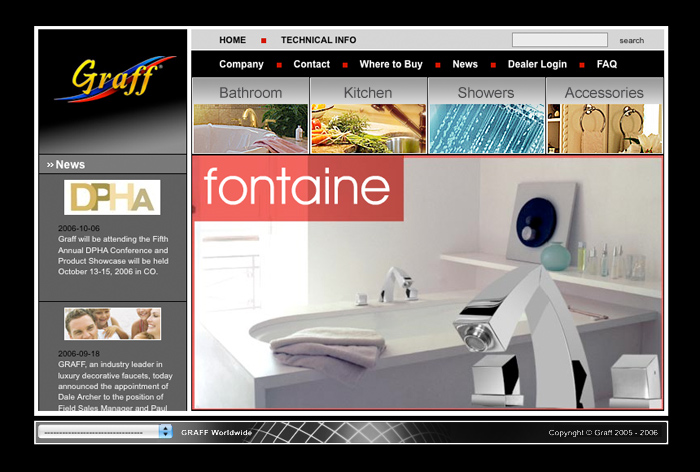 Graff®
HOME
TECHNICAL INFO
search
Company
Contact
Where to Buy
News
Dealer Login
FAQ
Bathroom
Kitchen
Showers
Accessories
» News
DPHA
2006-10-06
Graff will be attending the Fifth
Annual DPHA Conference and
Product Showcase will be held
October 13-15, 2006 in CO.
2006-09-18
GRAFF, an industry leader in
luxury decorative faucets, today
announced the appointment of
Dale Archer to the position of
Field Sales Manager and Paul
fontaine
--------------------------------
GRAFF Worldwide
Copyright © Graff 2005 - 2006